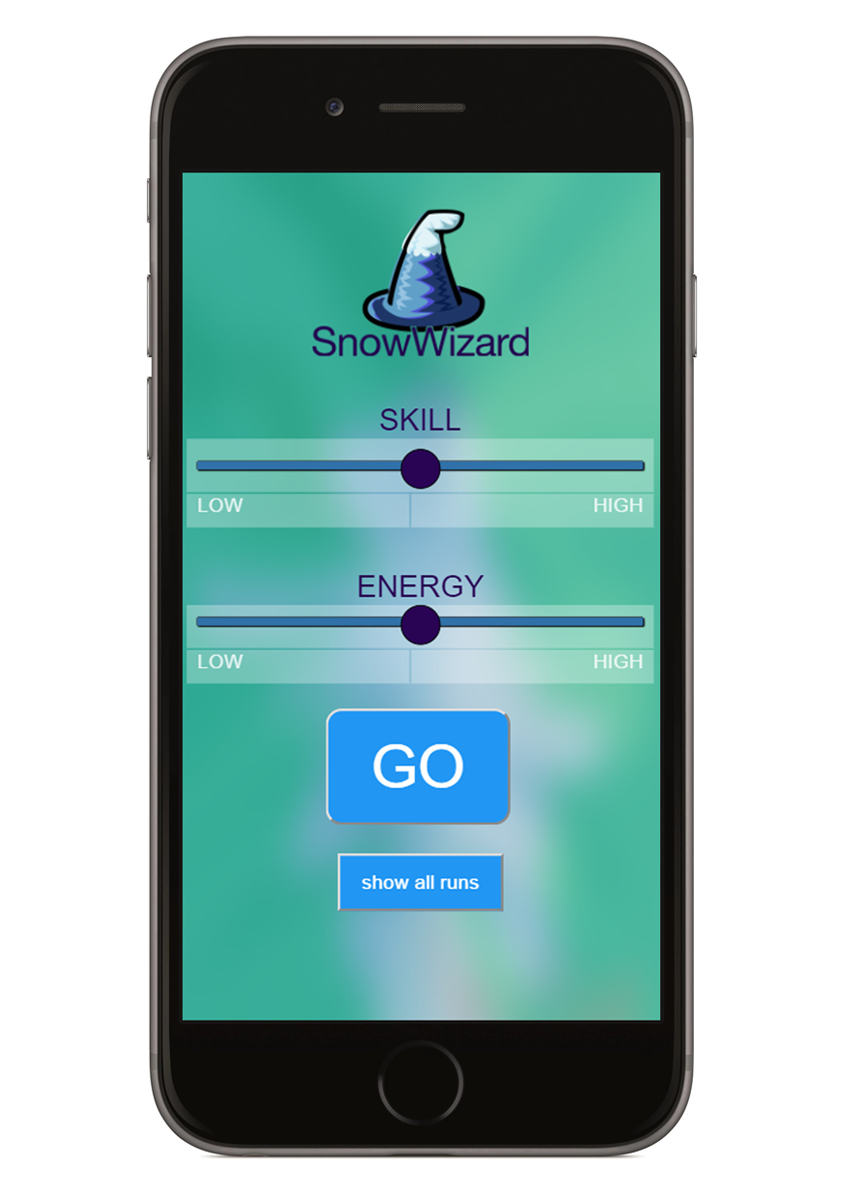 SnowWizard
SKILL
LOW HIGH
ENERGY
LOW HIGH
GO
show all runs